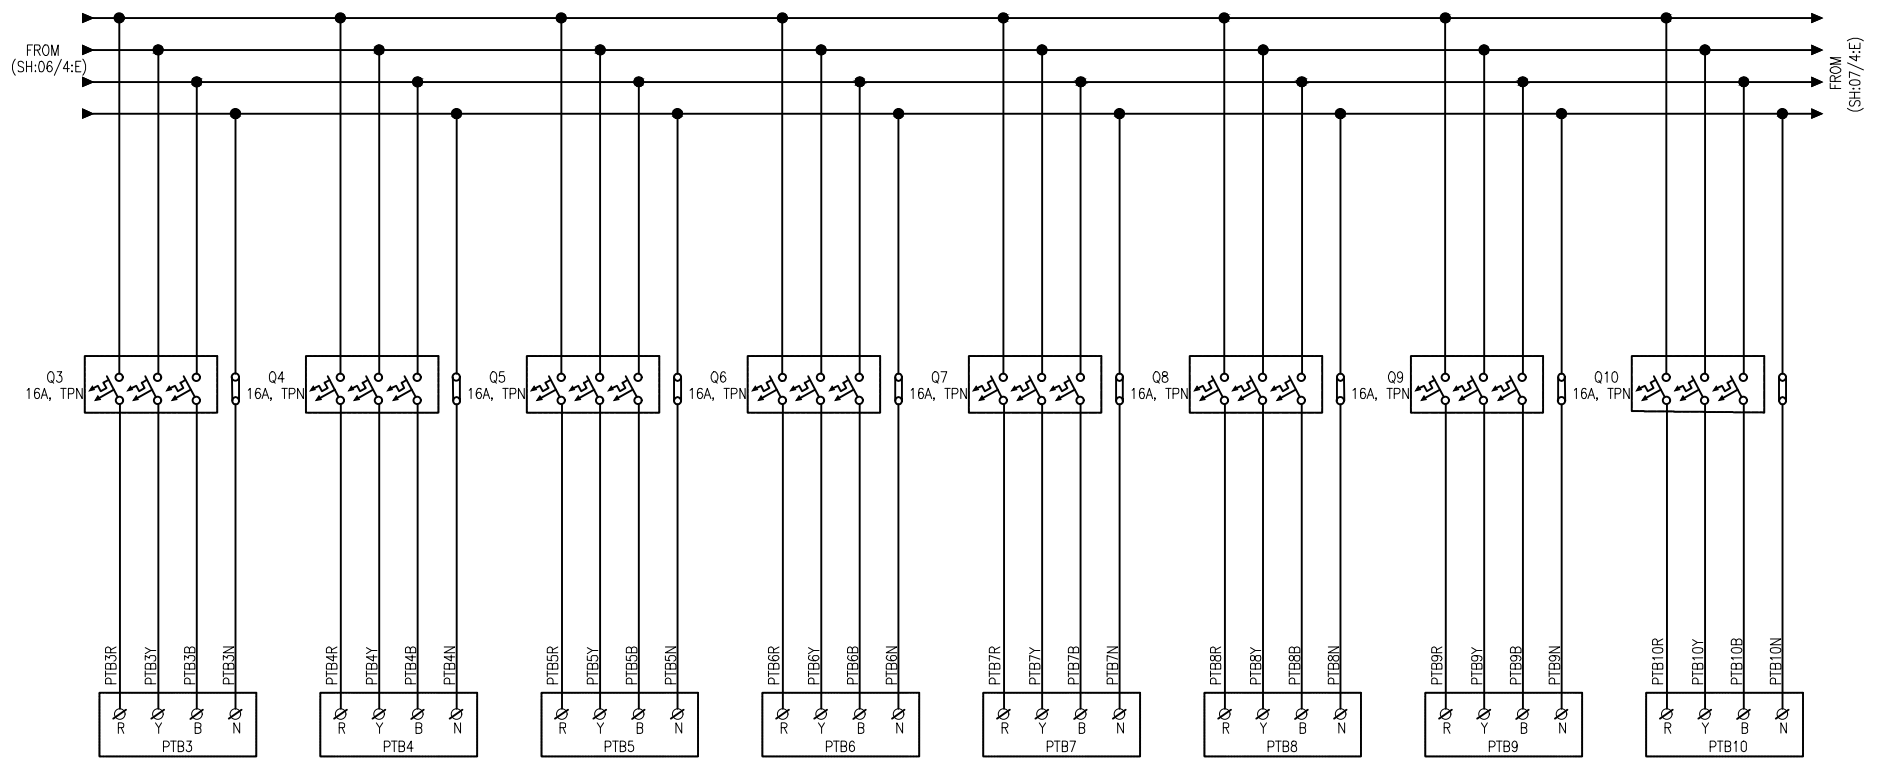 FROM
(SH:06/4:E)
FROM
(SH:07/4:E)
Q3
16A, TPN
Q4
16A, TPN
Q5
16A, TPN
Q6
16A, TPN
Q7
16A, TPN
Q8
16A, TPN
Q9
16A, TPN
Q10
16A, TPN
PTB3R
PTB3Y
PTB3B
PTB3N
PTB4R
PTB4Y
PTB4B
PTB4N
PTB5R
PTB5Y
PTB5B
PTB5N
PTB6R
PTB6Y
PTB6B
PTB6N
PTB7R
PTB7Y
PTB7B
PTB7N
PTB8R
PTB8Y
PTB8B
PTB8N
PTB9R
PTB9Y
PTB9B
PTB9N
PTB10R
PTB10Y
PTB10B
PTB10N
R Y B N
PTB3
R Y B N
PTB4
R Y B N
PTB5
R Y B N
PTB6
R Y B N
PTB7
R Y B N
PTB8
R Y B N
PTB9
R Y B N
PTB10